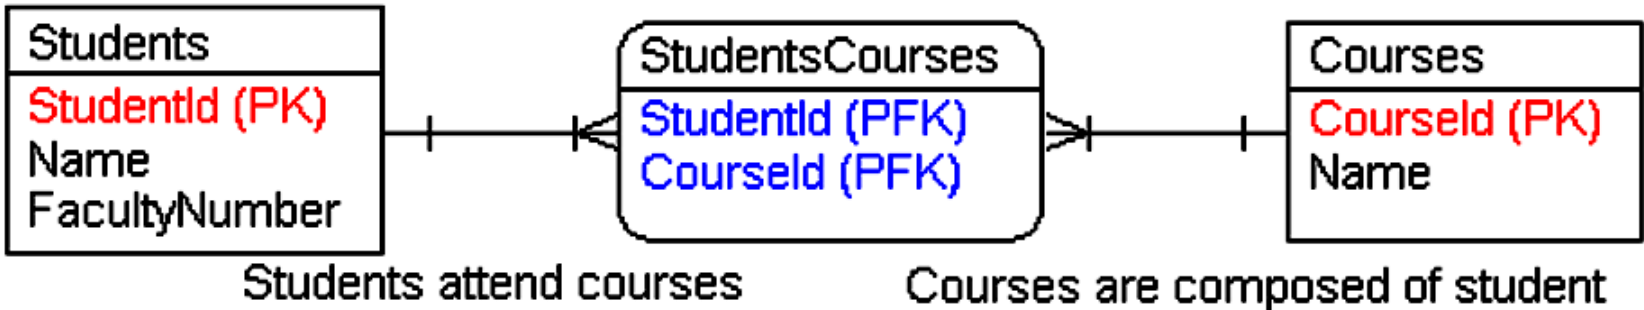 Students
StudentId (PK)
Name
FacultyNumber
StudentsCourses
StudentId (PFK)
CourseId (PFK)
Courses
CourseId (PK)
Name
Students attend courses
Courses are composed of student